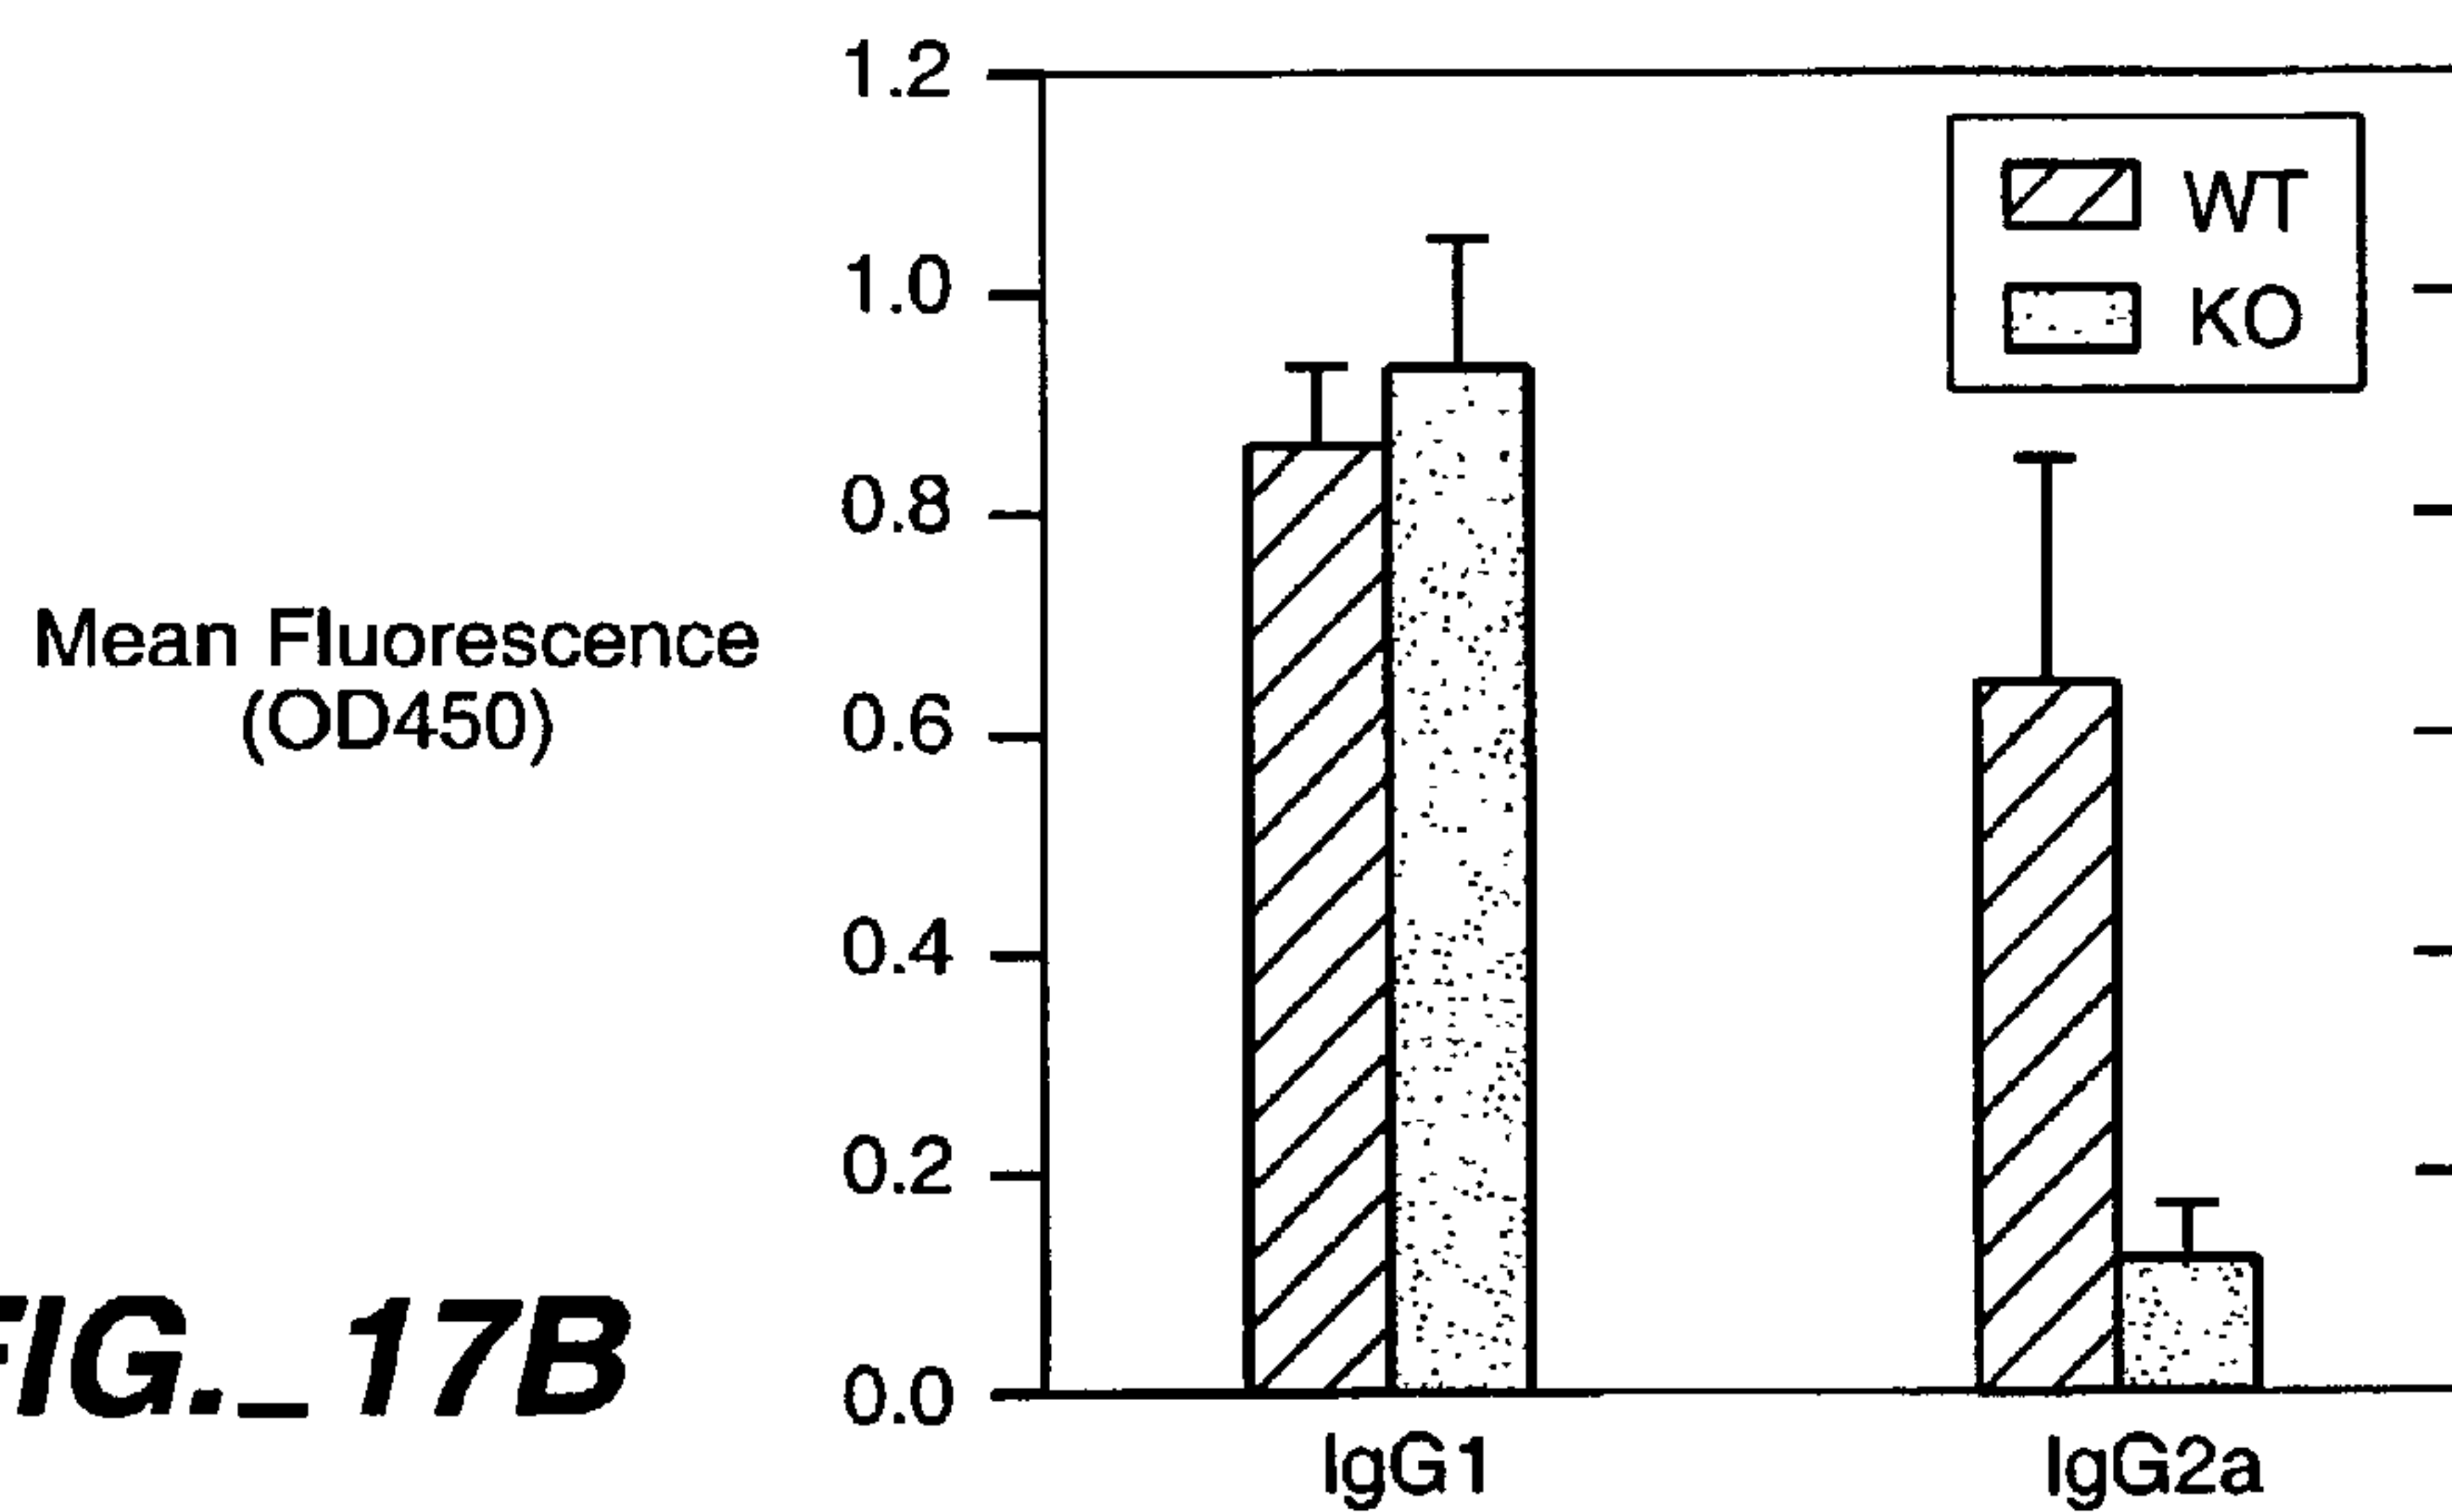 1.2
1.0
0.8
0.6
0.4
0.2
0.0
Mean Fluorescence
(OD450)
WT
KO
IgG1
IgG2a
FIG._17B